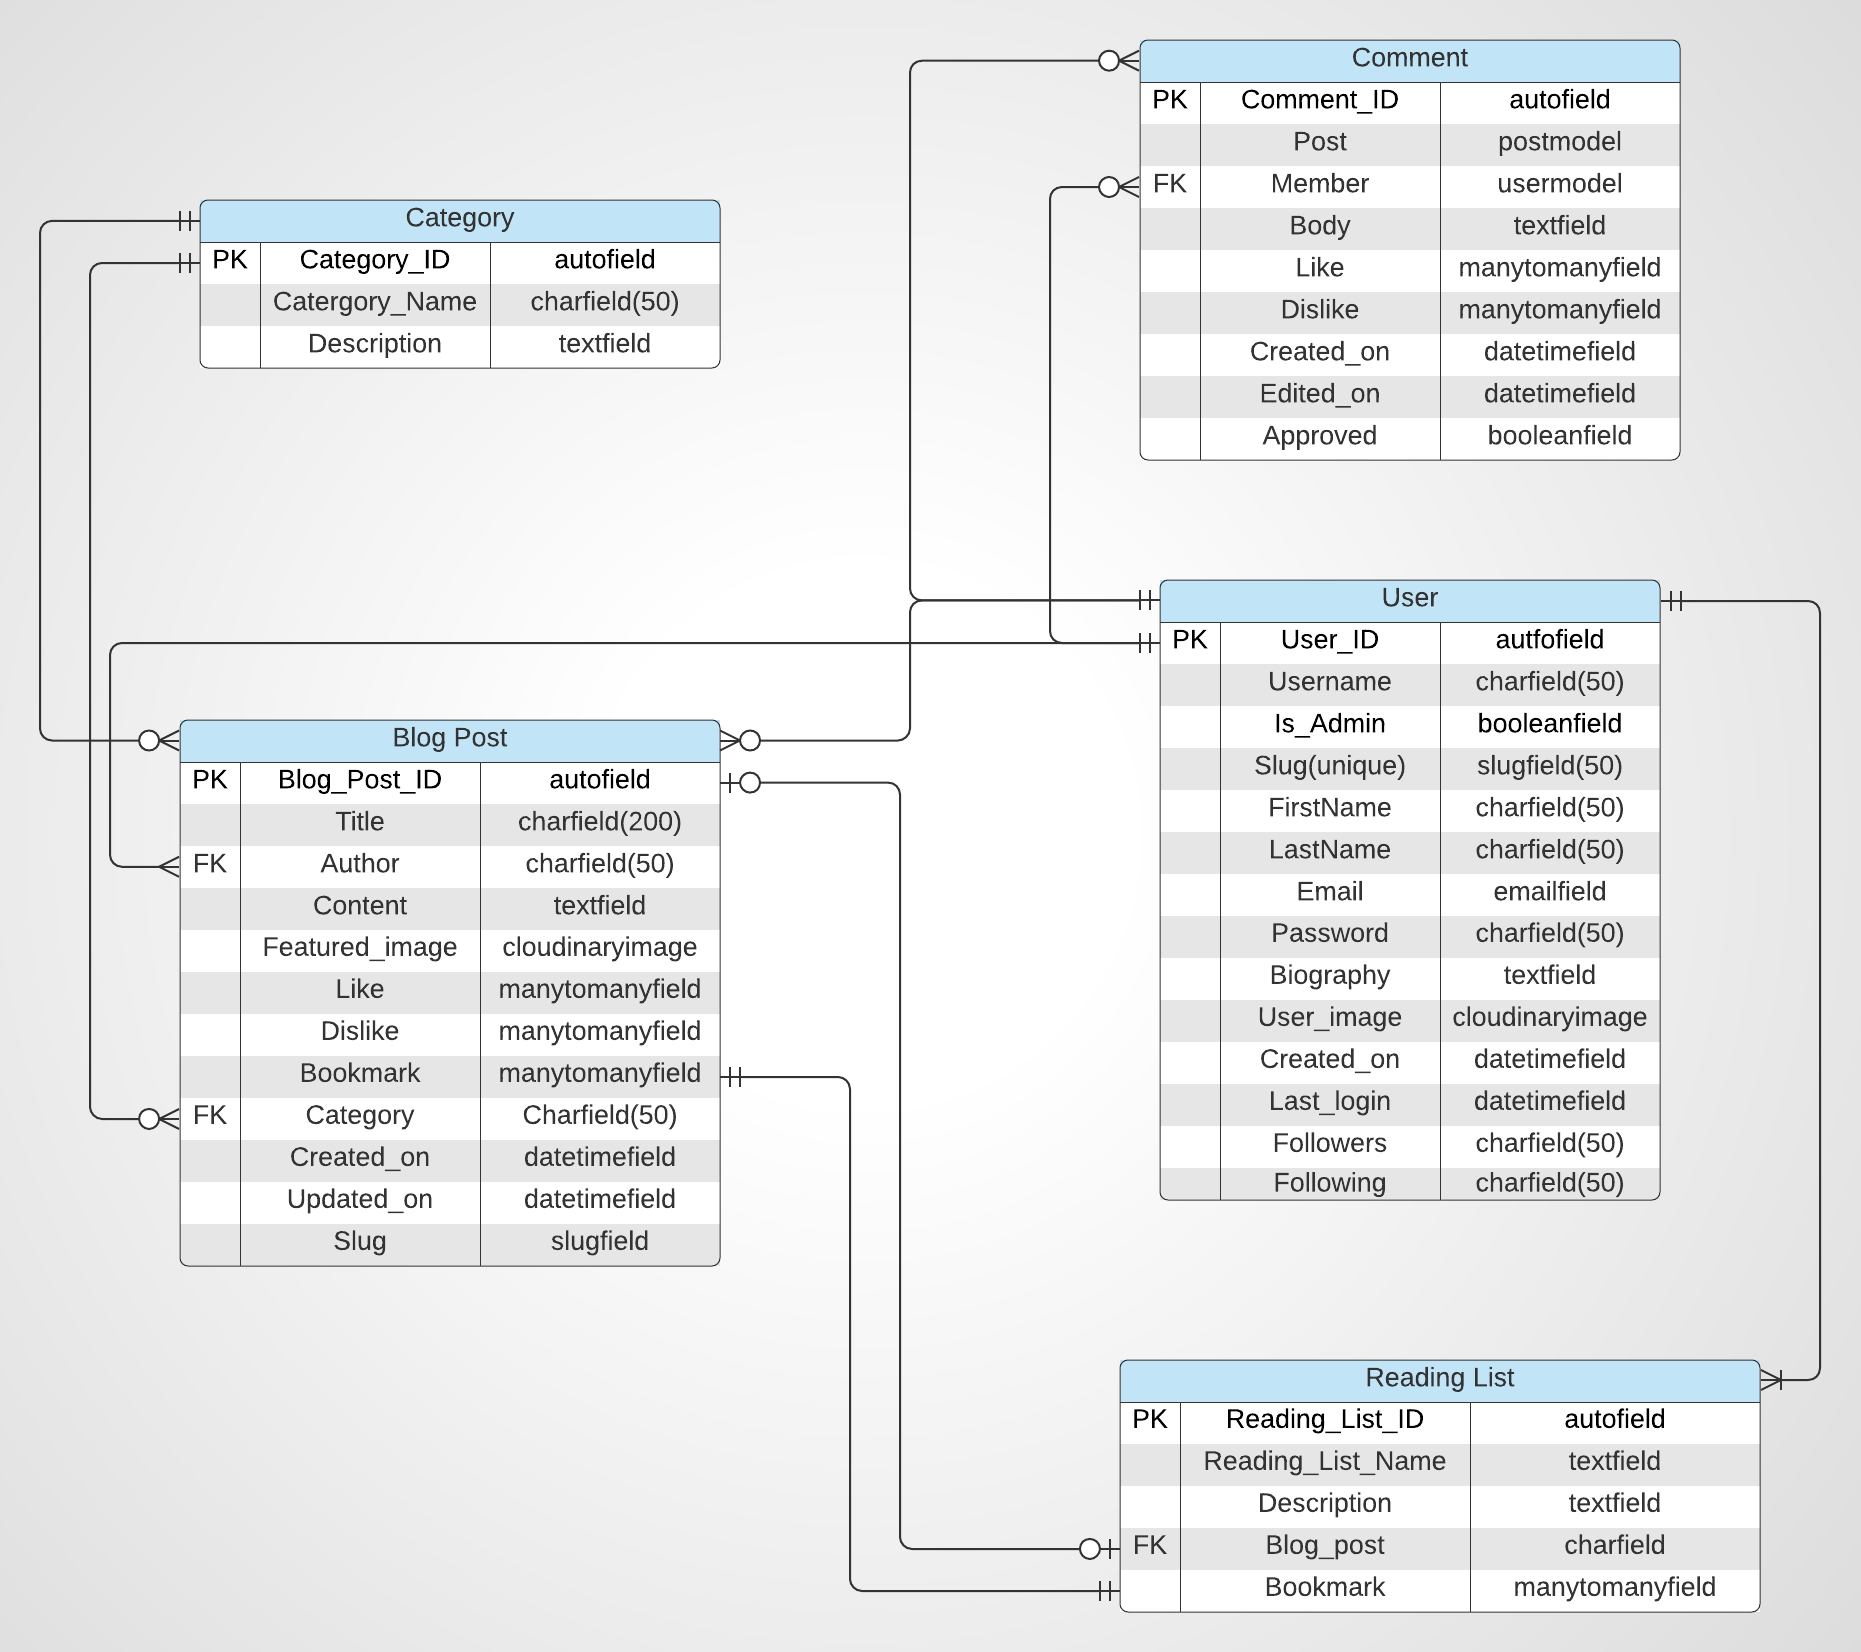 Comment
PK Comment_ID autofield
Post postmodel
FK Member usermodel
Body textfield
Like manytomanyfield
Dislike manytomanyfield
Created_on datetimefield
Edited_on datetimefield
Approved booleanfield
Category
PK Category_ID autofield
Catergory_Name charfield(50)
Description textfield
User
PK User_ID autfofield
Username charfield(50)
Is_Admin booleanfield
Slug(unique) slugfield(50)
FirstName charfield(50)
LastName charfield(50)
Email emailfield
Password charfield(50)
Biography textfield
User_image cloudinaryimage
Created_on datetimefield
Last_login datetimefield
Followers charfield(50)
Following charfield(50)
Blog Post
PK Blog_Post_ID autofield
Title charfield(200)
FK Author charfield(50)
Content textfield
Featured_image cloudinaryimage
Like manytomanyfield
Dislike manytomanyfield
Bookmark manytomanyfield
FK Category Charfield(50)
Created_on datetimefield
Updated_on datetimefield
Slug slugfield
Reading List
PK Reading_List_ID autofield
Reading_List_Name textfield
Description textfield
FK Blog_post charfield
Bookmark manytomanyfield